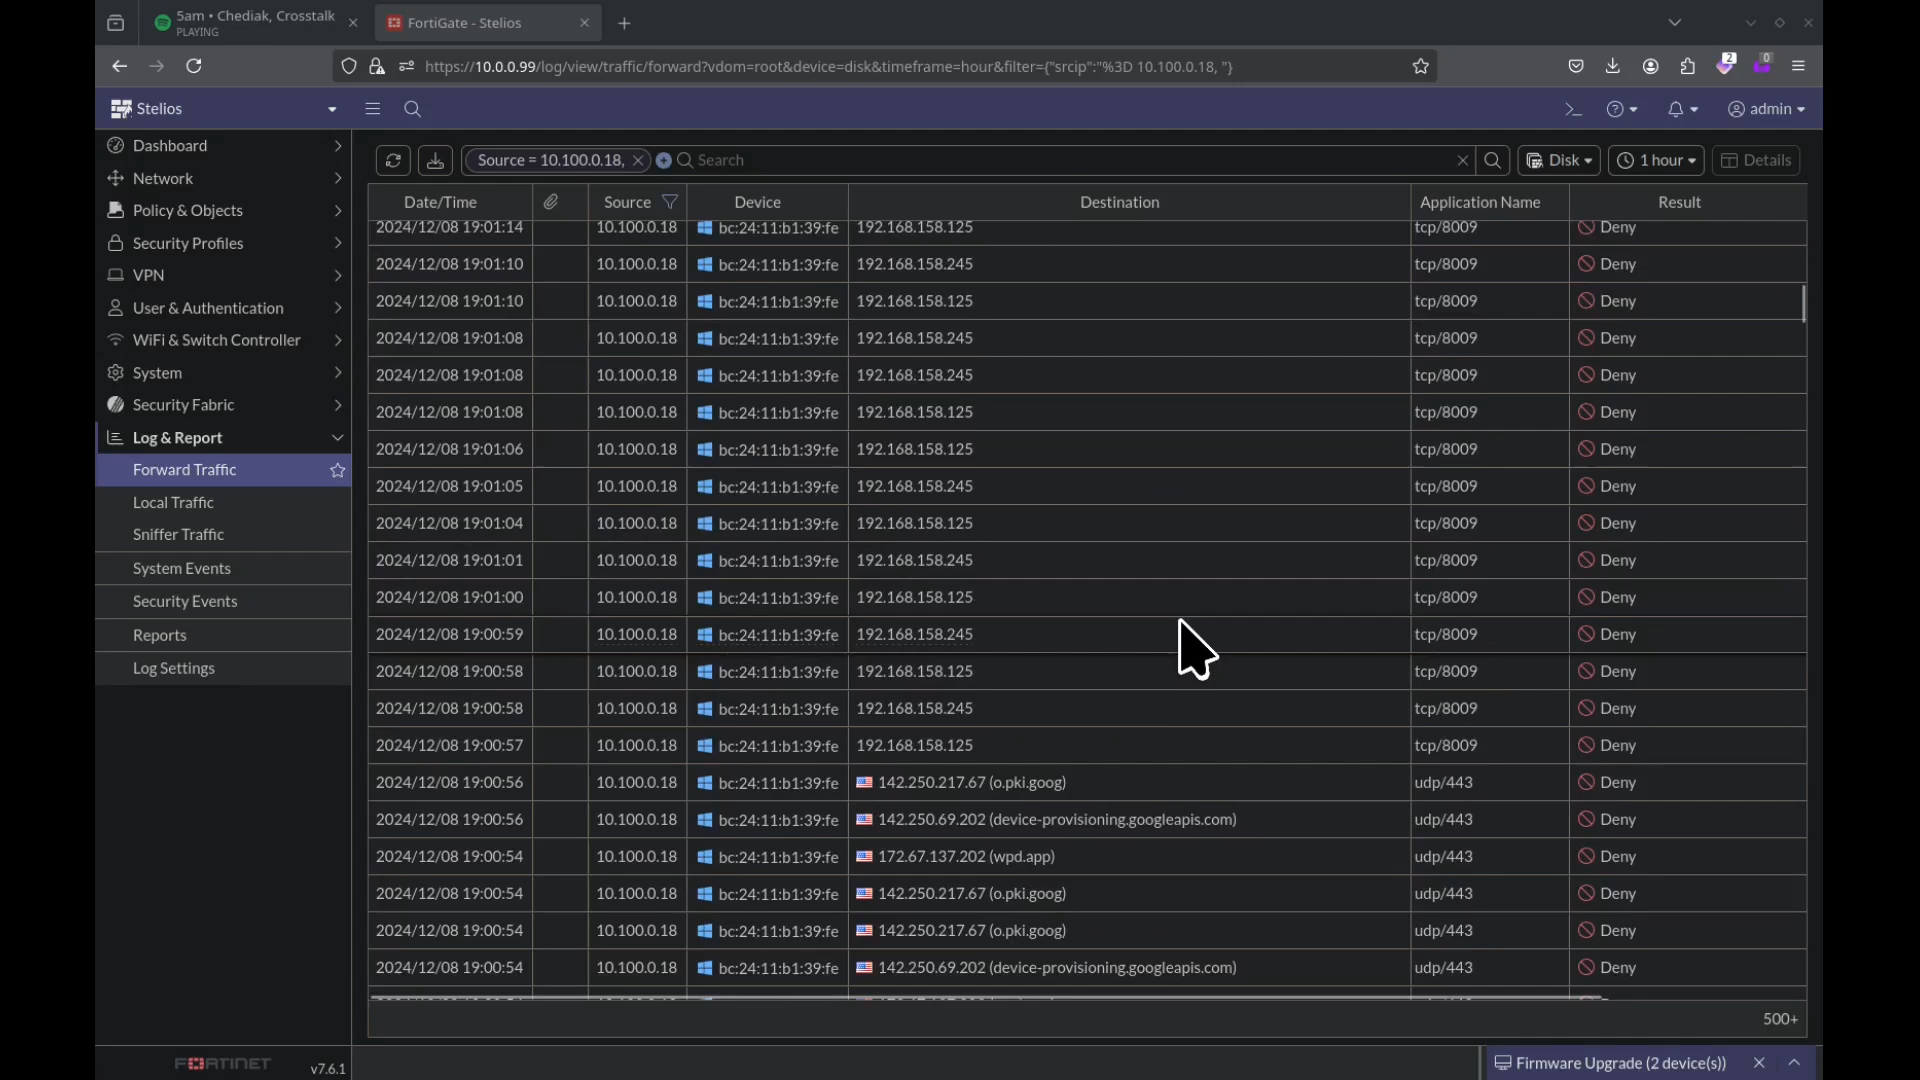 5am • Chediak, Crosstalk
PLAYING
FortiGate - Stelios
https://10.0.0.99/log/view/traffic/forward?vdom=root&device=disk&timeframe=hour&filter={"srcip":"%3D 10.100.0.18, "}
2
0
Stelios
admin
Dashboard
Network
Policy & Objects
Security Profiles
VPN
User & Authentication
WiFi & Switch Controller
System
Security Fabric
Log & Report
Forward Traffic
Local Traffic
Sniffer Traffic
System Events
Security Events
Reports
Log Settings
FORTINET v7.6.1
Source = 10.100.0.18, Search Disk 1 hour Details
Date/Time Source Device Destination Application Name Result
2024/12/08 19:01:14 10.100.0.18 bc:24:11:b1:39:fe 192.168.158.125 tcp/8009 Deny
2024/12/08 19:01:10 10.100.0.18 bc:24:11:b1:39:fe 192.168.158.245 tcp/8009 Deny
2024/12/08 19:01:10 10.100.0.18 bc:24:11:b1:39:fe 192.168.158.125 tcp/8009 Deny
2024/12/08 19:01:08 10.100.0.18 bc:24:11:b1:39:fe 192.168.158.245 tcp/8009 Deny
2024/12/08 19:01:08 10.100.0.18 bc:24:11:b1:39:fe 192.168.158.245 tcp/8009 Deny
2024/12/08 19:01:08 10.100.0.18 bc:24:11:b1:39:fe 192.168.158.125 tcp/8009 Deny
2024/12/08 19:01:06 10.100.0.18 bc:24:11:b1:39:fe 192.168.158.125 tcp/8009 Deny
2024/12/08 19:01:05 10.100.0.18 bc:24:11:b1:39:fe 192.168.158.245 tcp/8009 Deny
2024/12/08 19:01:04 10.100.0.18 bc:24:11:b1:39:fe 192.168.158.125 tcp/8009 Deny
2024/12/08 19:01:01 10.100.0.18 bc:24:11:b1:39:fe 192.168.158.245 tcp/8009 Deny
2024/12/08 19:01:00 10.100.0.18 bc:24:11:b1:39:fe 192.168.158.125 tcp/8009 Deny
2024/12/08 19:00:59 10.100.0.18 bc:24:11:b1:39:fe 192.168.158.245 tcp/8009 Deny
2024/12/08 19:00:58 10.100.0.18 bc:24:11:b1:39:fe 192.168.158.125 tcp/8009 Deny
2024/12/08 19:00:58 10.100.0.18 bc:24:11:b1:39:fe 192.168.158.245 tcp/8009 Deny
2024/12/08 19:00:57 10.100.0.18 bc:24:11:b1:39:fe 192.168.158.125 tcp/8009 Deny
2024/12/08 19:00:56 10.100.0.18 bc:24:11:b1:39:fe 142.250.217.67 (o.pki.goog) udp/443 Deny
2024/12/08 19:00:56 10.100.0.18 bc:24:11:b1:39:fe 142.250.69.202 (device-provisioning.googleapis.com) udp/443 Deny
2024/12/08 19:00:54 10.100.0.18 bc:24:11:b1:39:fe 172.67.137.202 (wpd.app) udp/443 Deny
2024/12/08 19:00:54 10.100.0.18 bc:24:11:b1:39:fe 142.250.217.67 (o.pki.goog) udp/443 Deny
2024/12/08 19:00:54 10.100.0.18 bc:24:11:b1:39:fe 142.250.217.67 (o.pki.goog) udp/443 Deny
2024/12/08 19:00:54 10.100.0.18 bc:24:11:b1:39:fe 142.250.69.202 (device-provisioning.googleapis.com) udp/443 Deny
500+
Firmware Upgrade (2 device(s))